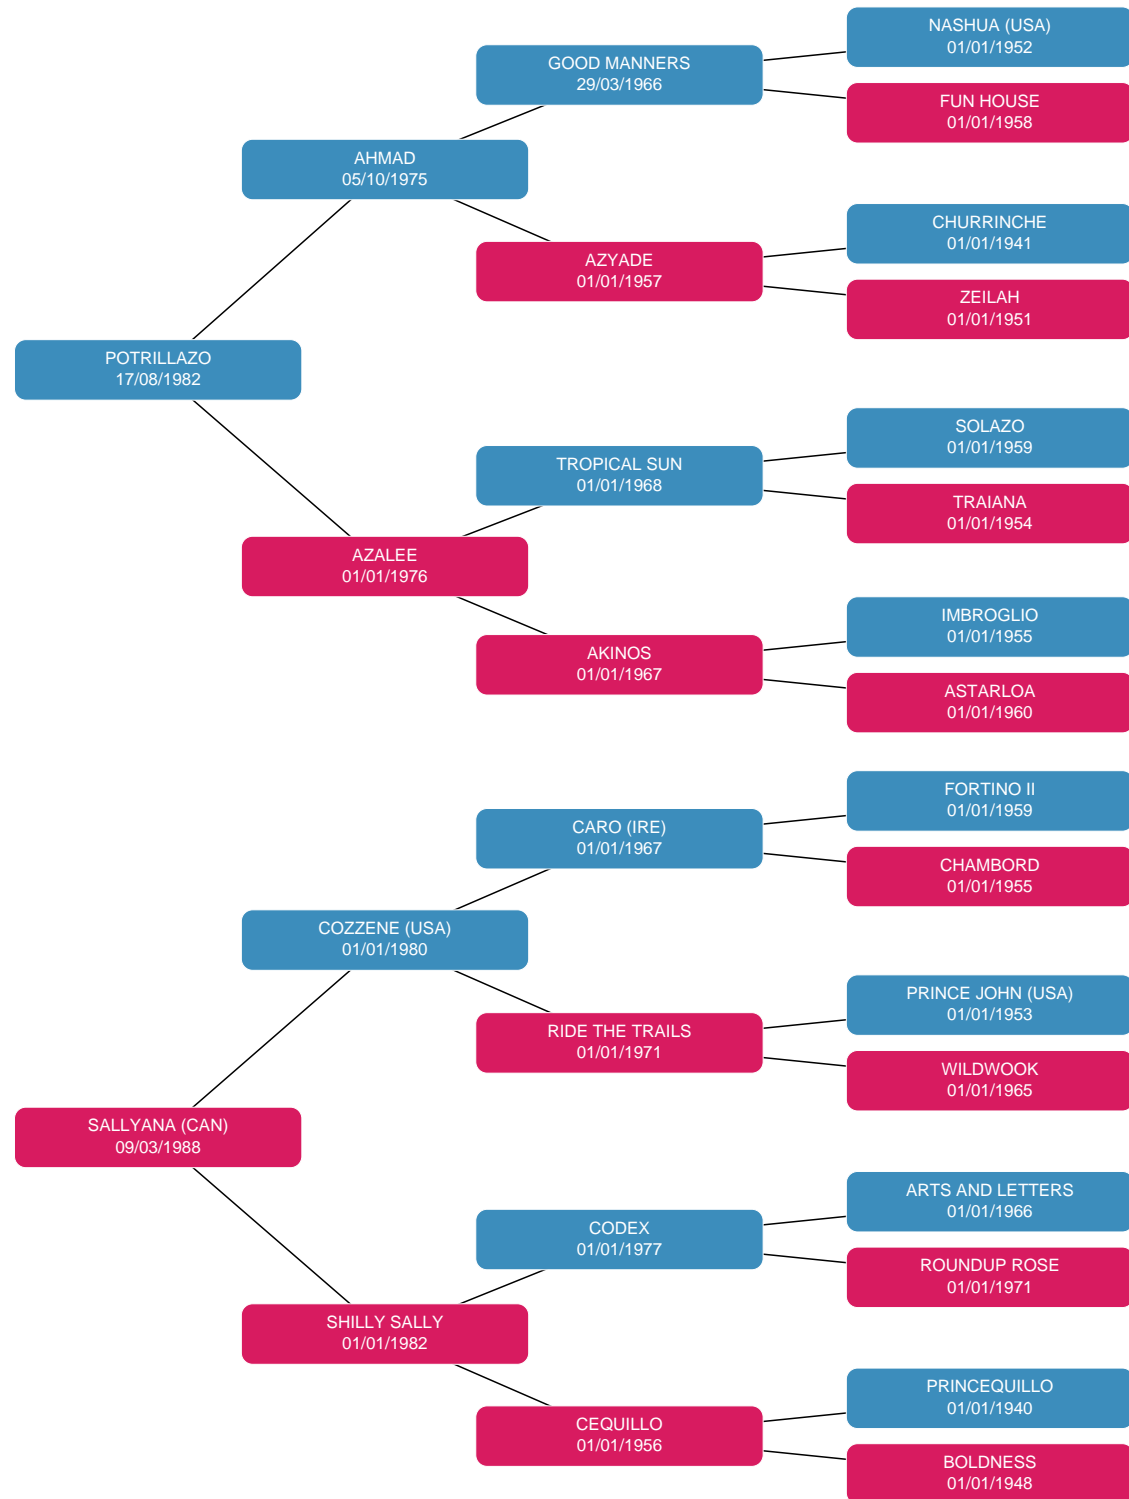 NASHUA (USA)
01/01/1952
GOOD MANNERS
29/03/1966
FUN HOUSE
01/01/1958
AHMAD
05/10/1975
CHURRINCHE
01/01/1941
AZYADE
01/01/1957
ZEILAH
01/01/1951
POTRILLAZO
17/08/1982
SOLAZO
01/01/1959
TROPICAL SUN
01/01/1968
TRAIANA
01/01/1954
AZALEE
01/01/1976
IMBROGLIO
01/01/1955
AKINOS
01/01/1967
ASTARLOA
01/01/1960
FORTINO II
01/01/1959
CARO (IRE)
01/01/1967
CHAMBORD
01/01/1955
COZZENE (USA)
01/01/1980
PRINCE JOHN (USA)
01/01/1953
RIDE THE TRAILS
01/01/1971
WILDWOOK
01/01/1965
SALLYANA (CAN)
09/03/1988
ARTS AND LETTERS
01/01/1966
CODEX
01/01/1977
ROUNDUP ROSE
01/01/1971
SHILLY SALLY
01/01/1982
PRINCEQUILLO
01/01/1940
CEQUILLO
01/01/1956
BOLDNESS
01/01/1948